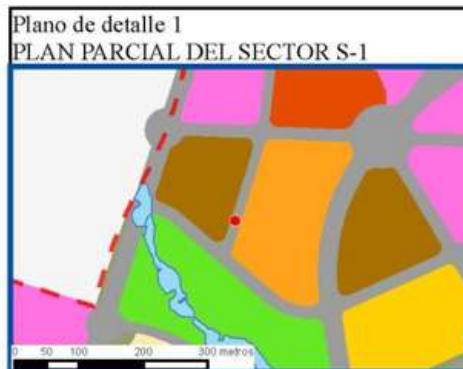 Plano de detalle 1
PLAN PARCIAL DEL SECTOR S-1
0 50 100 200 300 metros